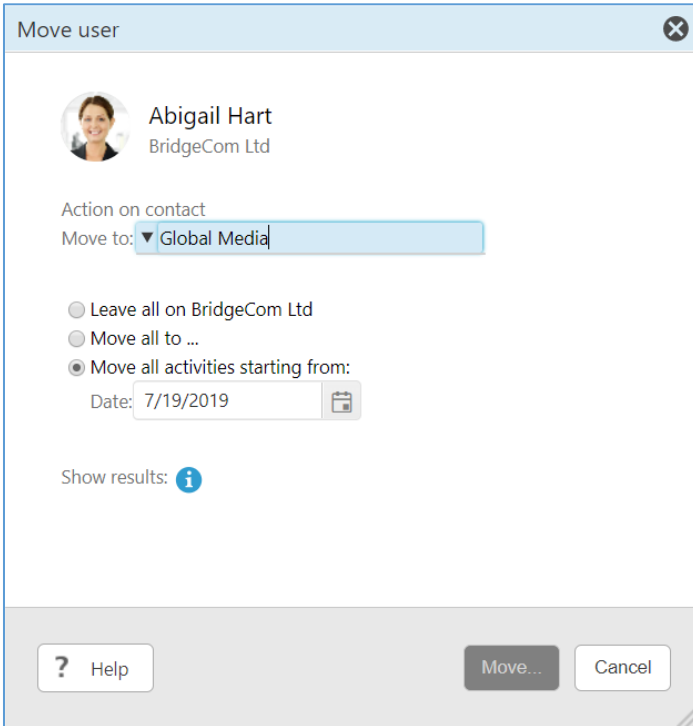 Move user
Abigail Hart
BridgeCom Ltd
Action on contact
Move to: Global Media
Leave all on BridgeCom Ltd
Move all to ...
Move all activities starting from:
Date: 7/19/2019
Show results: i
? Help
Move...
Cancel